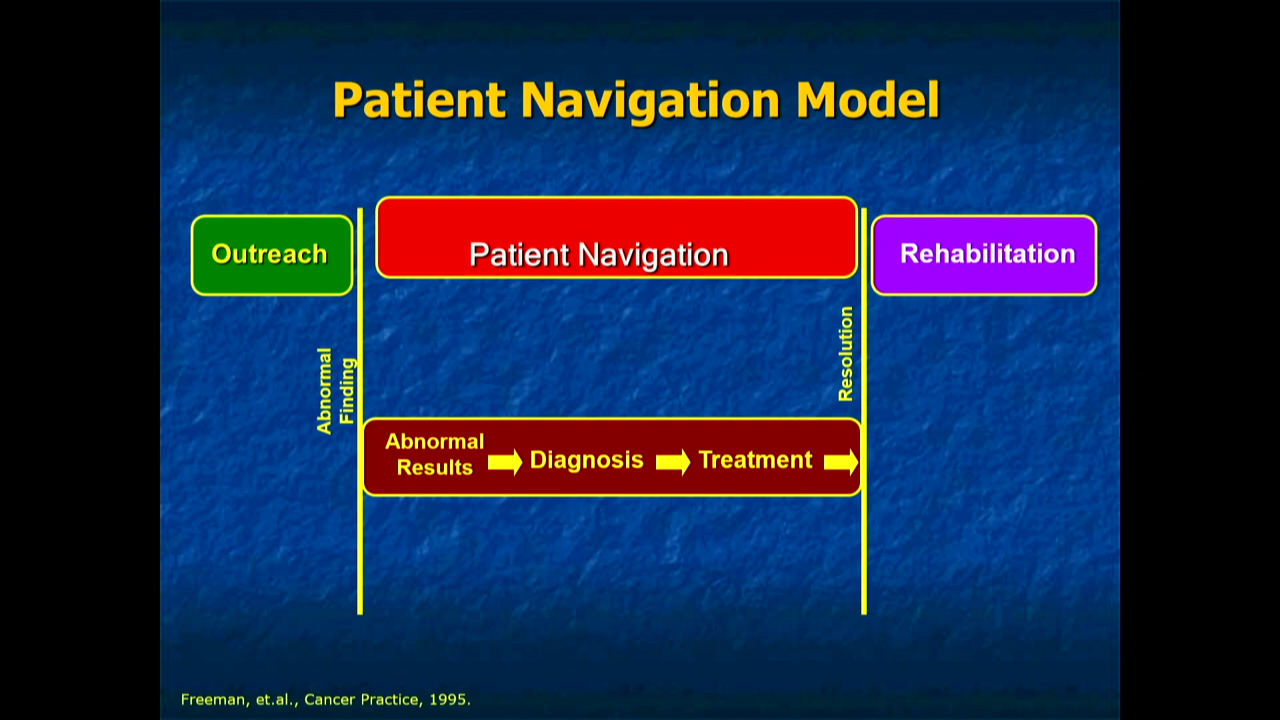 Patient Navigation Model
Outreach
Patient Navigation
Rehabilitation
Abnormal
Finding
Resolution
Abnormal
Results
Diagnosis
Treatment
Freeman, et.al., Cancer Practice, 1995.